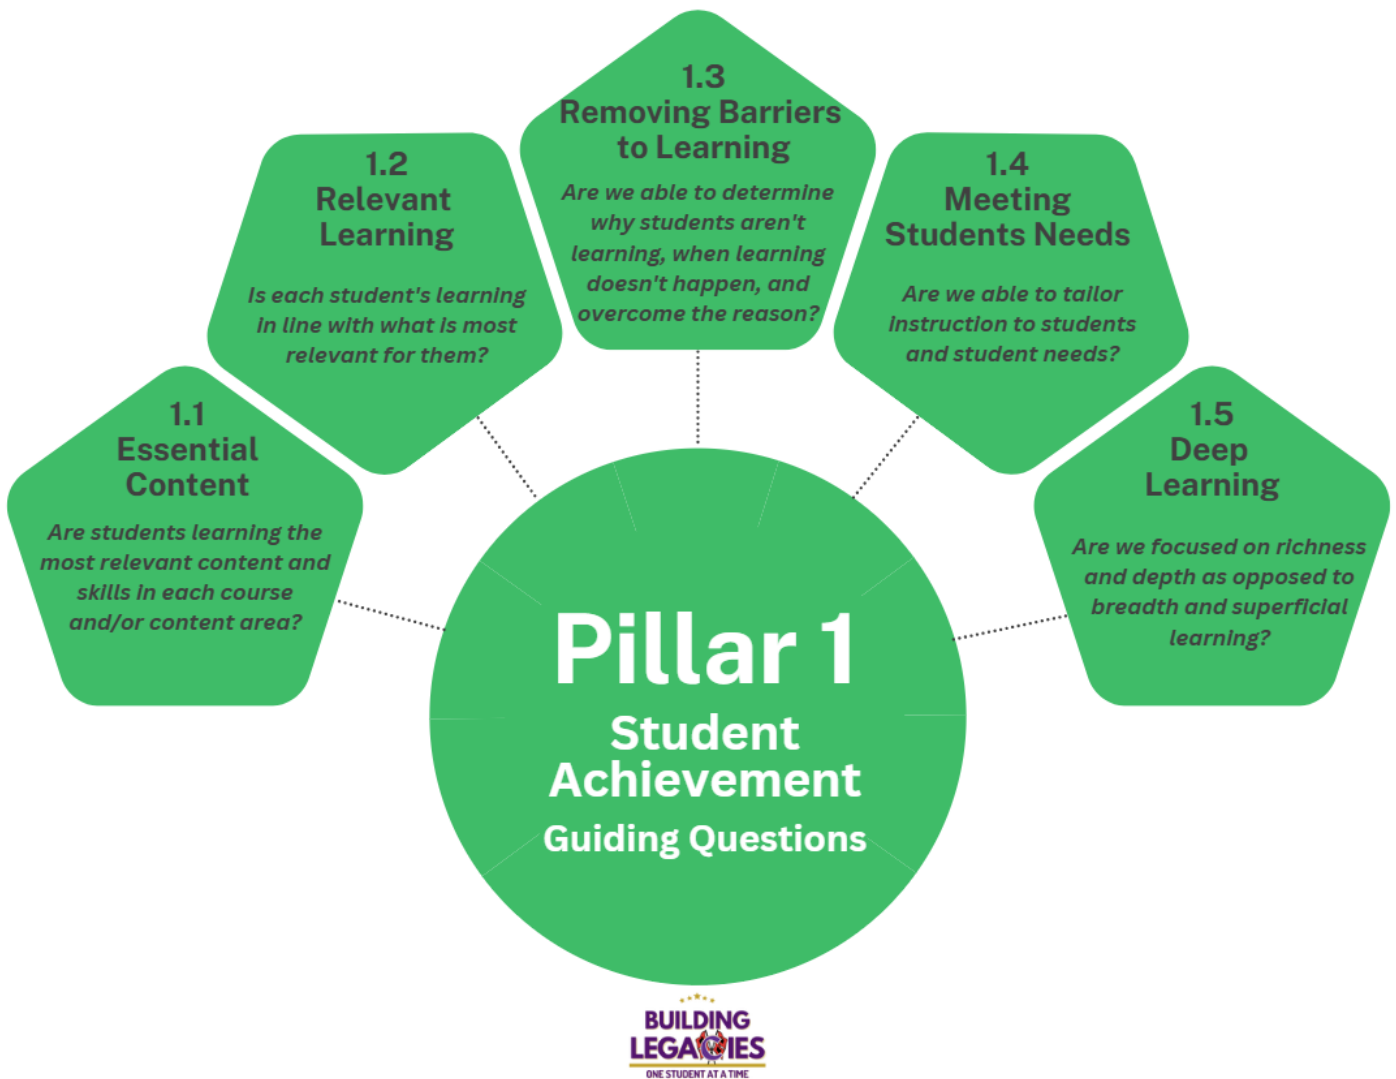 1.3
Removing Barriers
to Learning
Are we able to determine
why students aren't
learning, when learning
doesn't happen, and
overcome the reason?
1.2
Relevant
Learning
Is each student's learning
in line with what is most
relevant for them?
1.4
Meeting
Students Needs
Are we able to tailor
instruction to students
and student needs?
1.1
Essential
Content
Are students learning the
most relevant content and
skills in each course
and/or content area?
1.5
Deep
Learning
Are we focused on richness
and depth as opposed to
breadth and superficial
learning?
Pillar 1
Student
Achievement
Guiding Questions
BUILDING
LEGACIES
ONE STUDENT AT A TIME